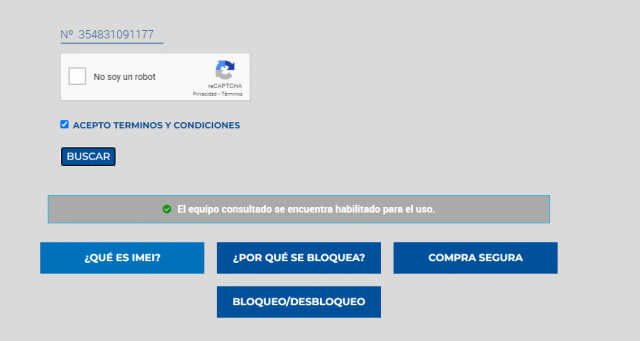 Nº 354831091177
No soy un robot
reCAPTCHA
Privacidad - Términos
ACEPTO TERMINOS Y CONDICIONES
BUSCAR
El equipo consultado se encuentra habilitado para el uso.
¿QUÉ ES IMEI?
¿POR QUÉ SE BLOQUEA?
COMPRA SEGURA
BLOQUEO/DESBLOQUEO